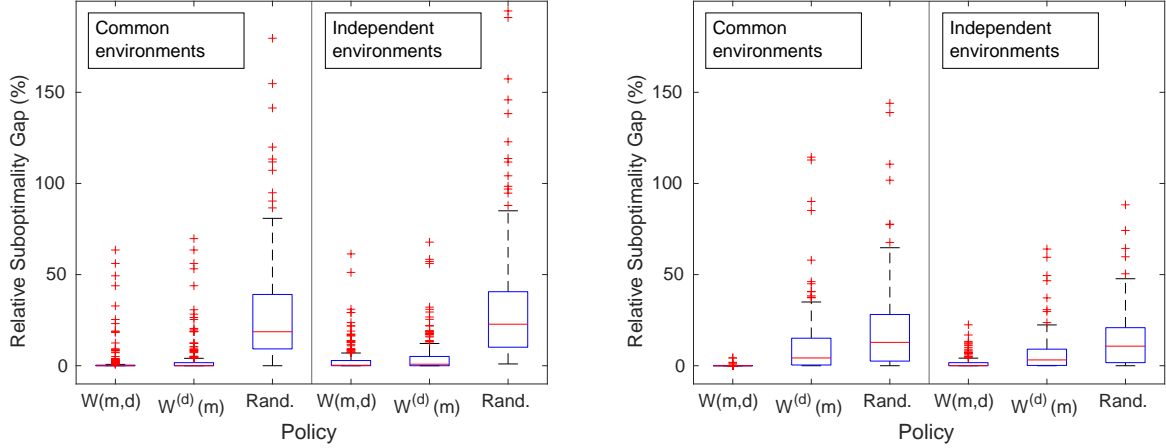 Common
environments
Independent
environments
Relative Suboptimality Gap (%)
150
100
50
0
W(m,d)
W(d) (m)
Rand.
W(m,d)
W(d) (m)
Rand.
Policy
Common
environments
Independent
environments
Relative Suboptimality Gap (%)
150
100
50
0
W(m,d)
W(d) (m)
Rand.
W(m,d)
W(d) (m)
Rand.
Policy